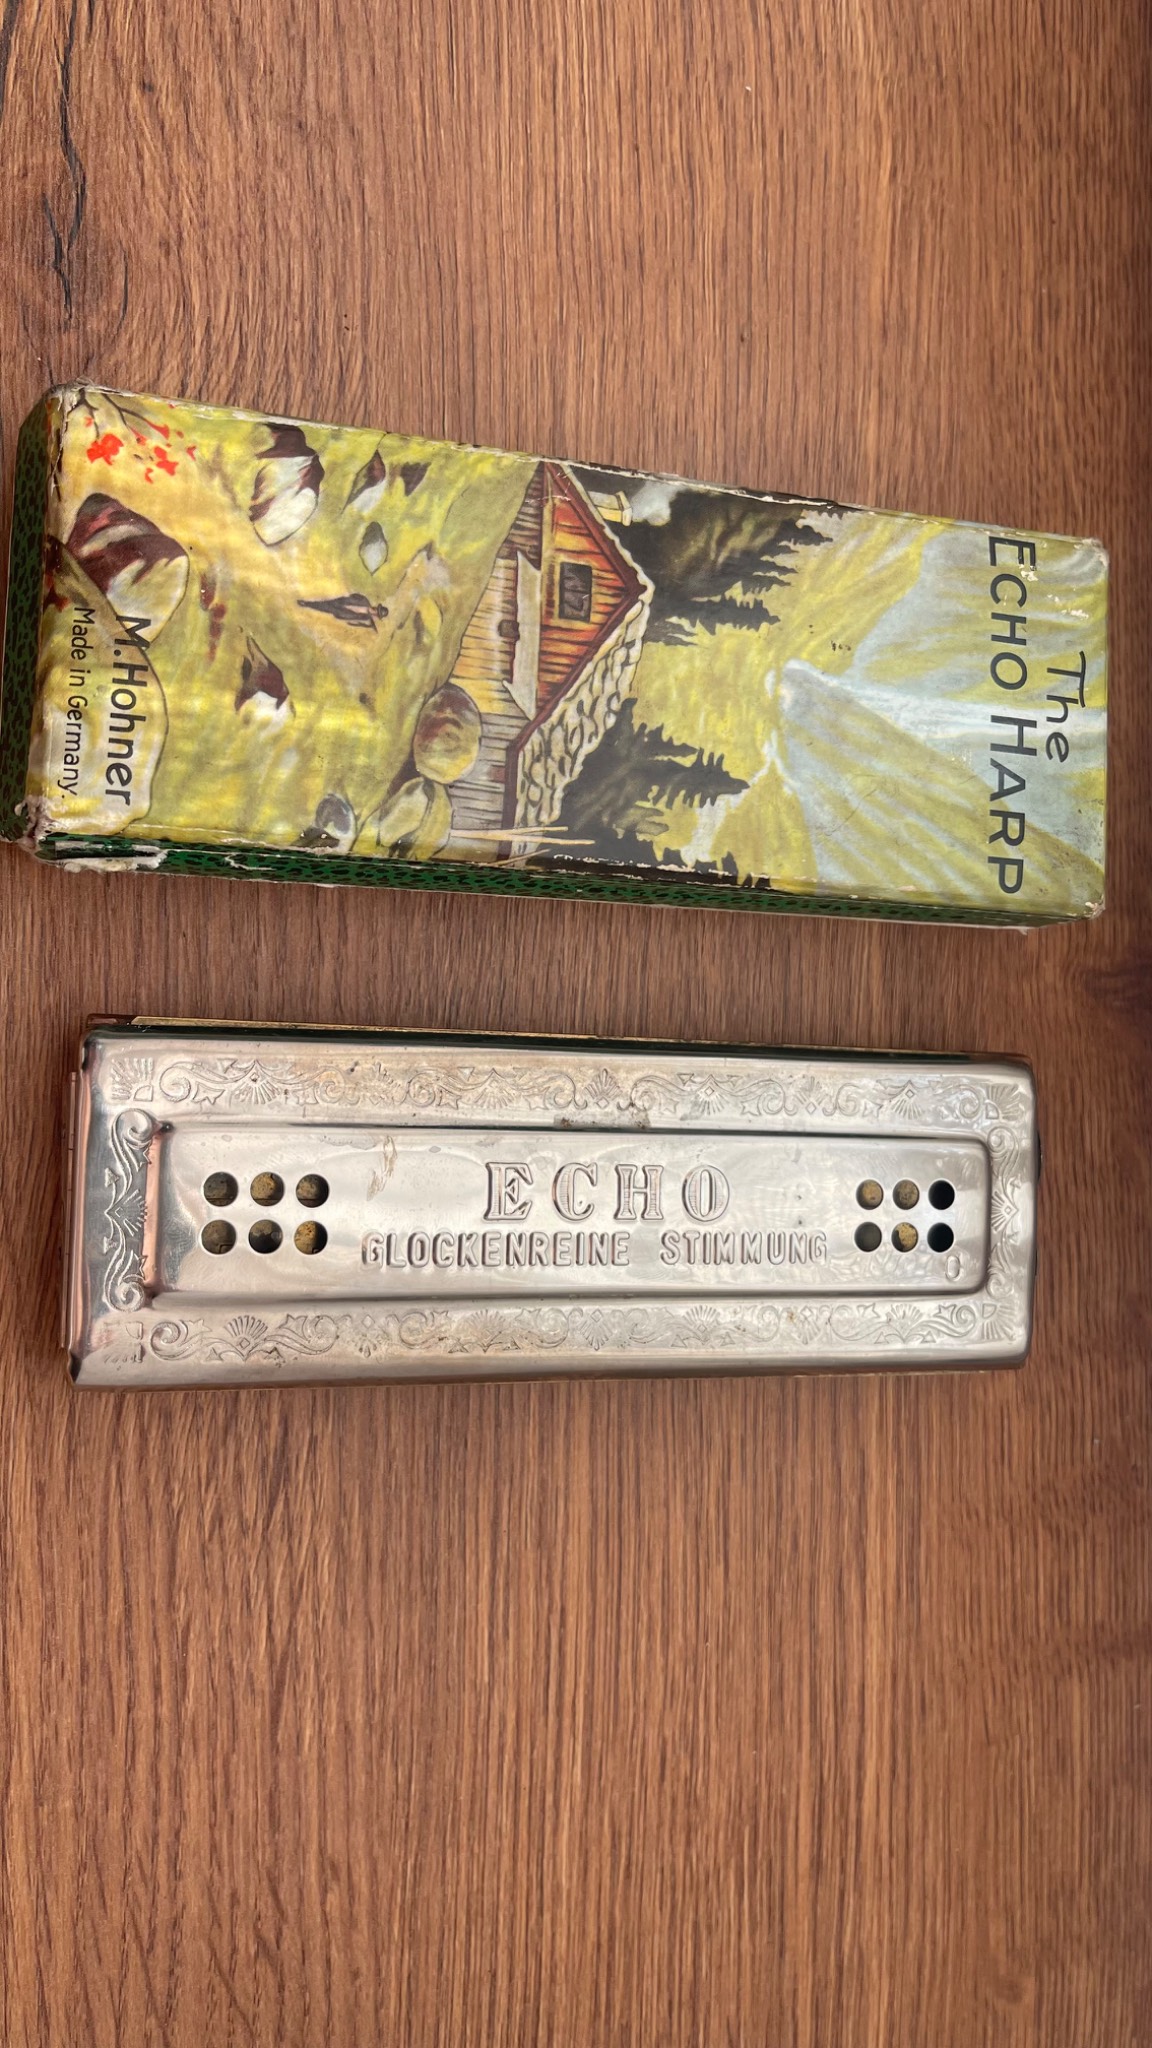 The
ECHO HARP
M. Hohner
Made in Germany.
ECHO
GLOCKENREINE STIMMUNG